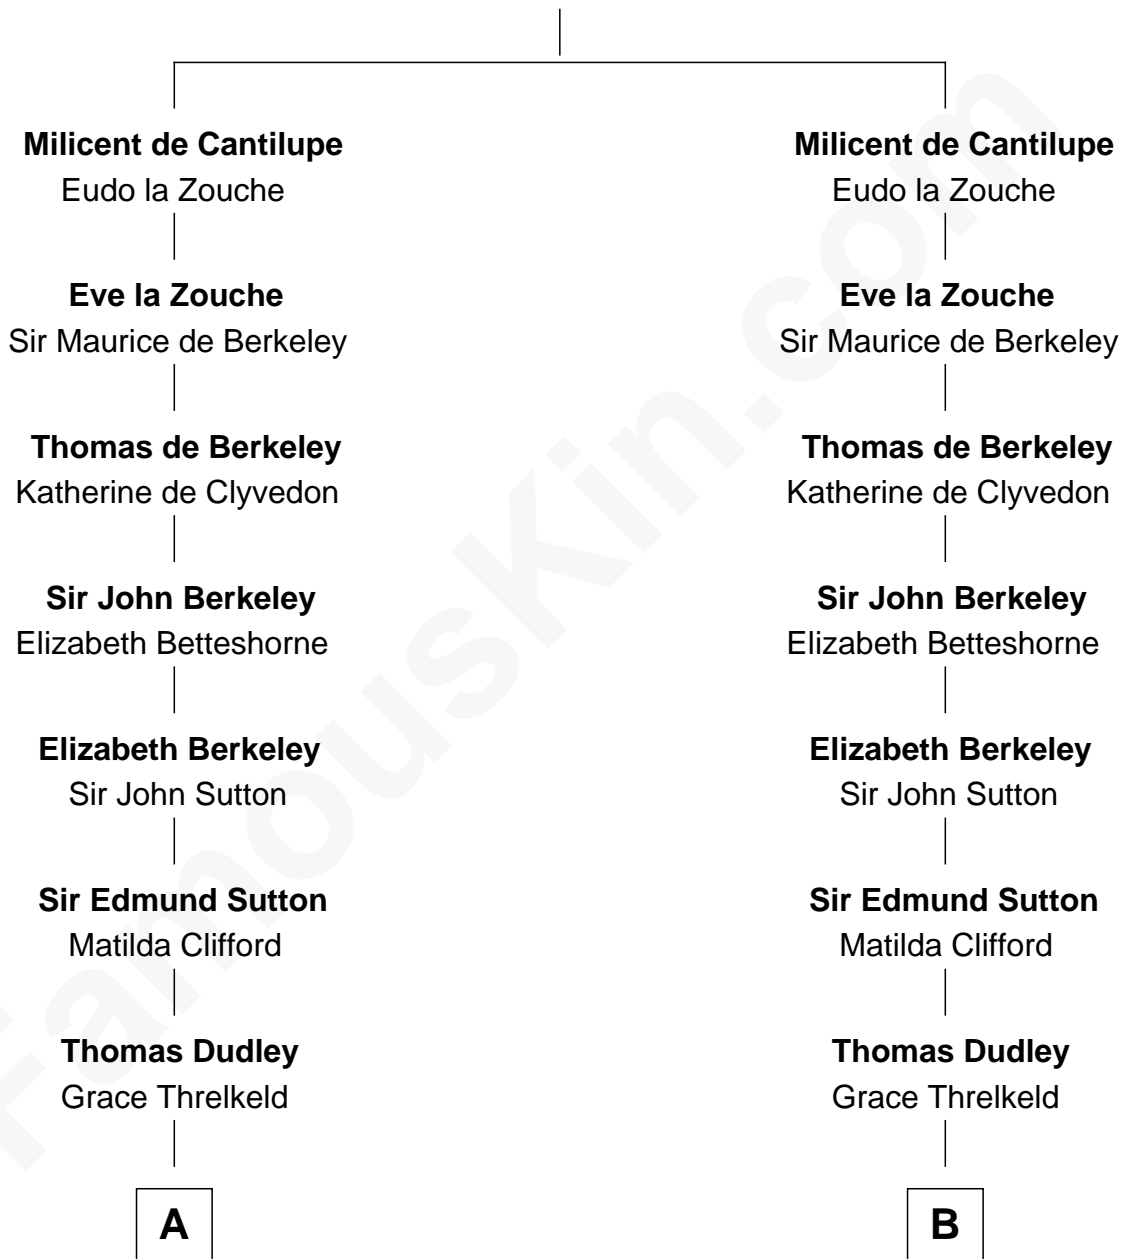 Milicent de Cantilupe
Eudo la Zouche
Eve la Zouche
Sir Maurice de Berkeley
Thomas de Berkeley
Katherine de Clyvedon
Sir John Berkeley
Elizabeth Betteshorne
Elizabeth Berkeley
Sir John Sutton
Sir Edmund Sutton
Matilda Clifford
Thomas Dudley
Grace Threlkeld
A
Milicent de Cantilupe
Eudo la Zouche
Eve la Zouche
Sir Maurice de Berkeley
Thomas de Berkeley
Katherine de Clyvedon
Sir John Berkeley
Elizabeth Betteshorne
Elizabeth Berkeley
Sir John Sutton
Sir Edmund Sutton
Matilda Clifford
Thomas Dudley
Grace Threlkeld
B
FamousKin.com